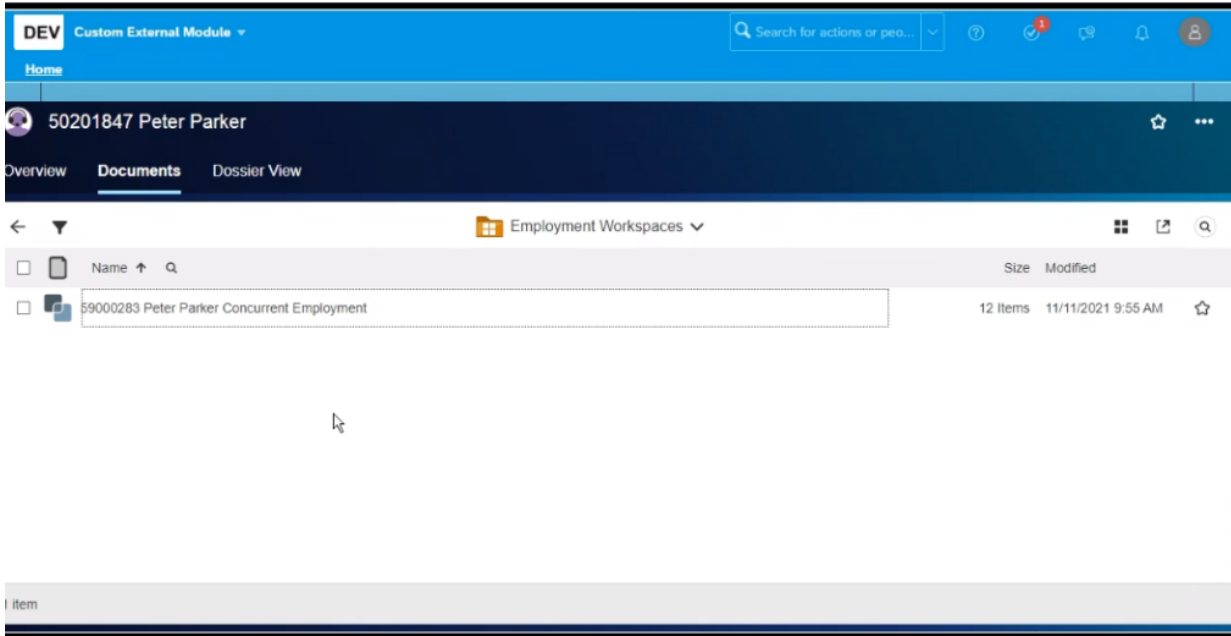 DEV Custom External Module Search for actions or peo... 1
Home
50201847 Peter Parker
Overview Documents Dossier View
Employment Workspaces
Name Size Modified
59000283 Peter Parker Concurrent Employment 12 Items 11/11/2021 9:55 AM
item